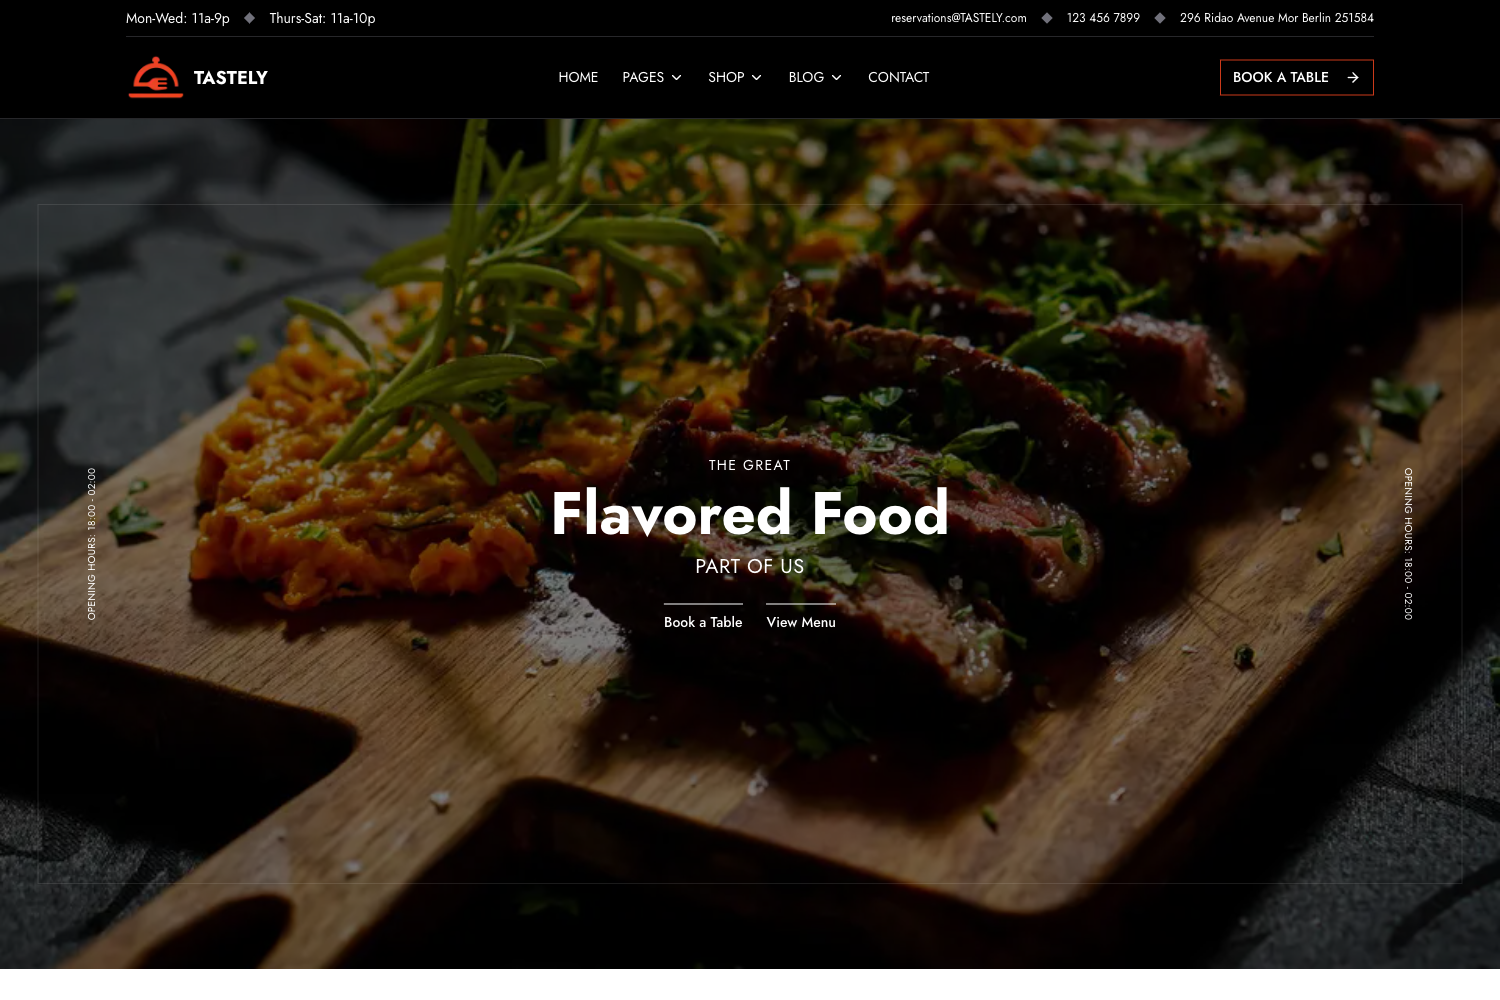 Mon-Wed: 11a-9p
Thurs-Sat: 11a-10p
reservations@TASTELY.com
123 456 7899
296 Ridao Avenue Mor Berlin 251584
TASTELY
HOME
PAGES
SHOP
BLOG
CONTACT
BOOK A TABLE
OPENING HOURS: 18:00 - 02:00
THE GREAT
Flavored Food
PART OF US
Book a Table
View Menu
OPENING HOURS: 18:00 - 02:00